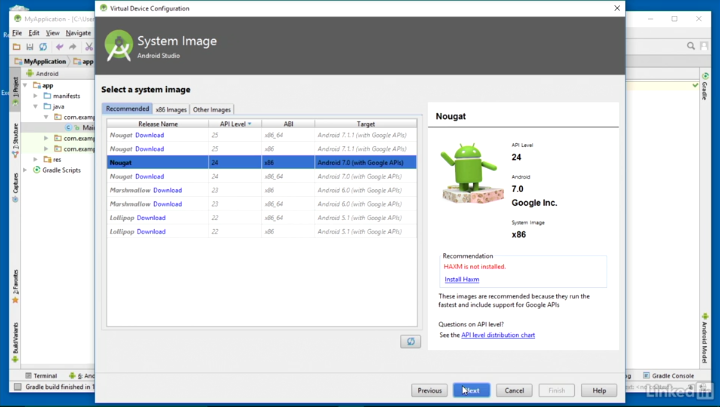 Virtual Device Configuration
System Image
Android Studio
Select a system image
Recommended x86 Images Other Images
Release Name API Level ABI Target
Nougat Download 25 x86_64 Android 7.1.1 (with Google APIs)
Nougat Download 25 x86 Android 7.1.1 (with Google APIs)
Nougat 24 x86 Android 7.0 (with Google APIs)
Nougat Download 24 x86_64 Android 7.0 (with Google APIs)
Marshmallow Download 23 x86 Android 6.0 (with Google APIs)
Marshmallow Download 23 x86_64 Android 6.0 (with Google APIs)
Lollipop Download 22 x86_64 Android 5.1 (with Google APIs)
Lollipop Download 22 x86 Android 5.1 (with Google APIs)
Nougat
API Level
24
Android
7.0
Google Inc.
System Image
x86
Recommendation
HAXM is not installed.
Install Haxm
These images are recommended because they run the
fastest and include support for Google APIs
Questions on API level?
See the API level distribution chart
Previous Next Cancel Finish Help
MyApplication - [C:\Users
File Edit View Navigate
MyApplication app
Android
app
manifests
java
com.examp
Mai
com.examp
com.examp
res
Gradle Scripts
1: Project
Z: Structure
Captures
2: Favorites
Build Variants
Gradle
Android Model
Terminal
Gradle Console
Gradle build finished in 1
LinkedIn